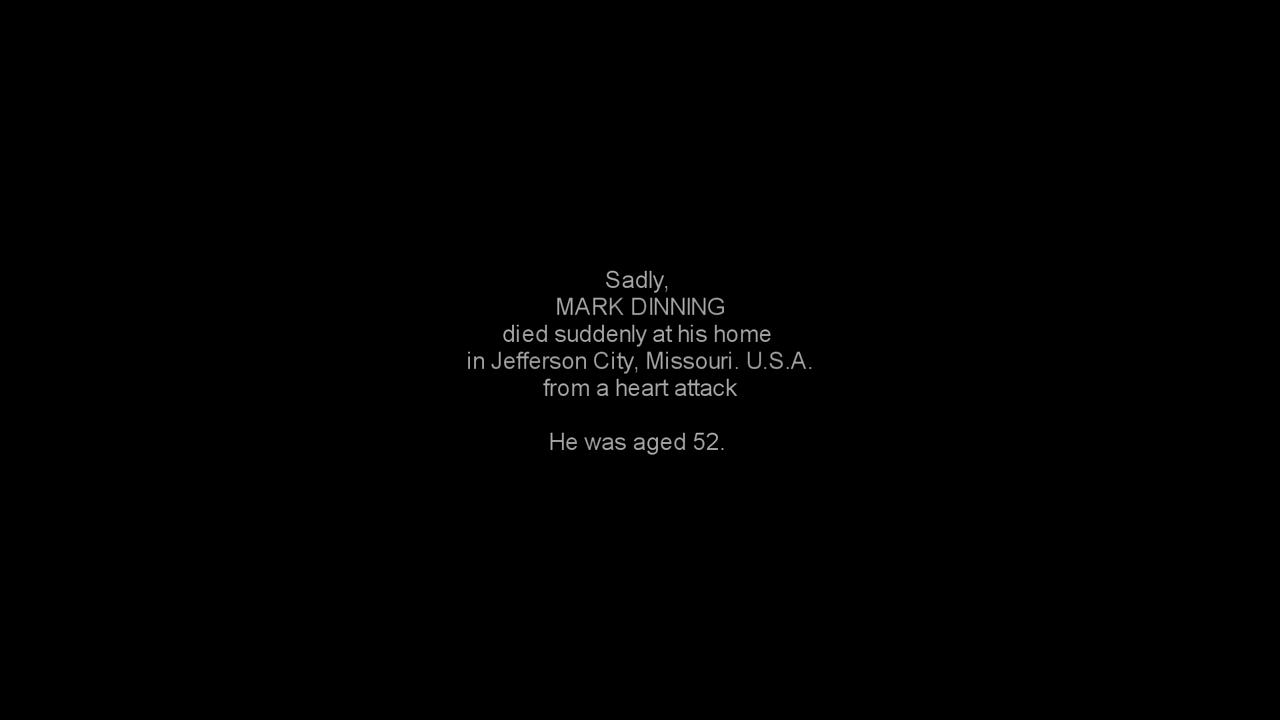 Sadly,
MARK DINNING
died suddenly at his home
in Jefferson City, Missouri. U.S.A.
from a heart attack
He was aged 52.